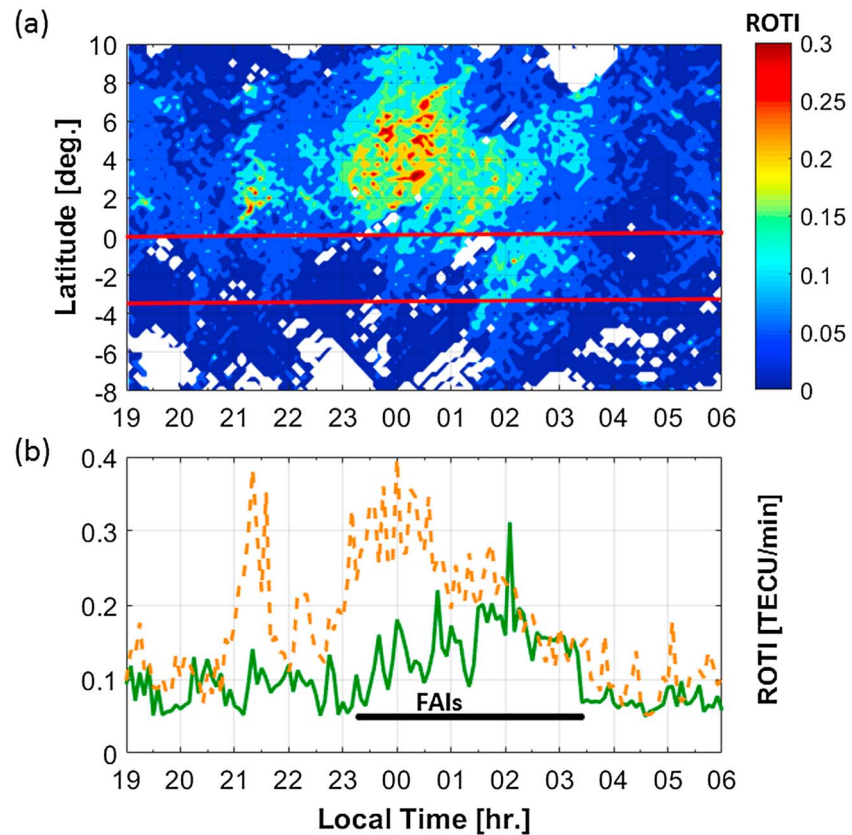 (a)
ROTI
Latitude [deg.]
10
8
6
4
2
0
-2
-4
-6
-8
19 20 21 22 23 00 01 02 03 04 05 06
0.3
0.25
0.2
0.15
0.1
0.05
0
(b)
0.4
0.3
0.2
0.1
0
FAIs
ROTI [TECU/min]
19 20 21 22 23 00 01 02 03 04 05 06
Local Time [hr.]